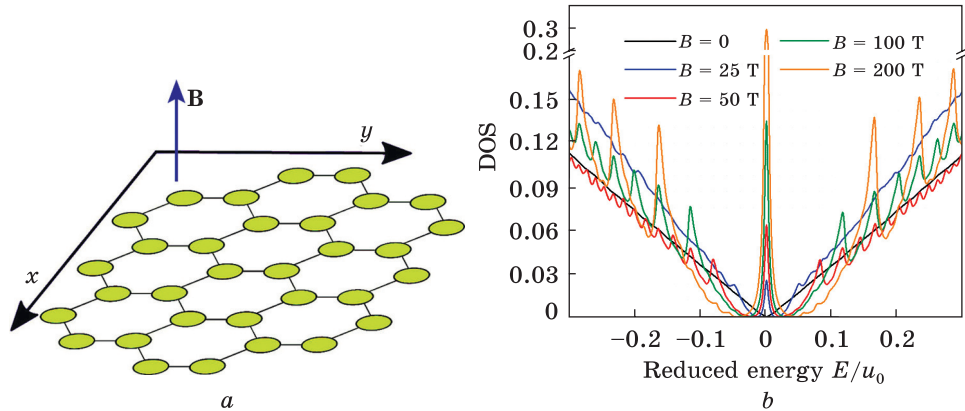 B
y
x
a
DOS
0.3
0.2
0.15
0.12
0.09
0.06
0.03
0
B = 0
B = 25 T
B = 50 T
B = 100 T
B = 200 T
−0.2
−0.1
0
0.1
0.2
Reduced energy E/u₀
b